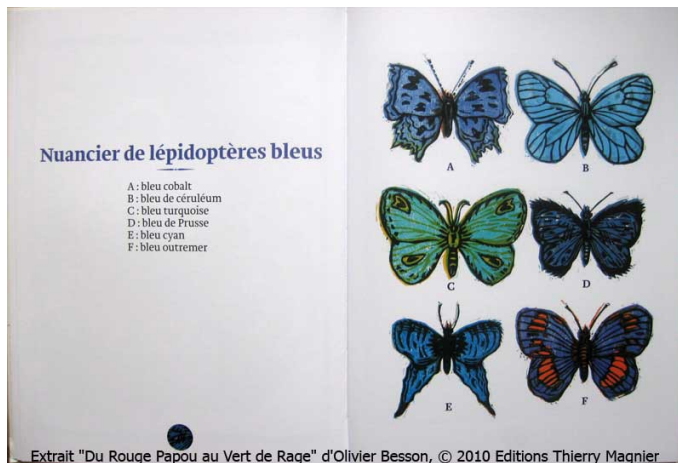 Nuancier de lépidoptères bleus
A : bleu cobalt
B : bleu de céruléum
C : bleu turquoise
D : bleu de Prusse
E : bleu cyan
F : bleu outremer
A
B
C
D
E
F
Extrait "Du Rouge Papou au Vert de Rage" d'Olivier Besson, © 2010 Editions Thierry Magnier